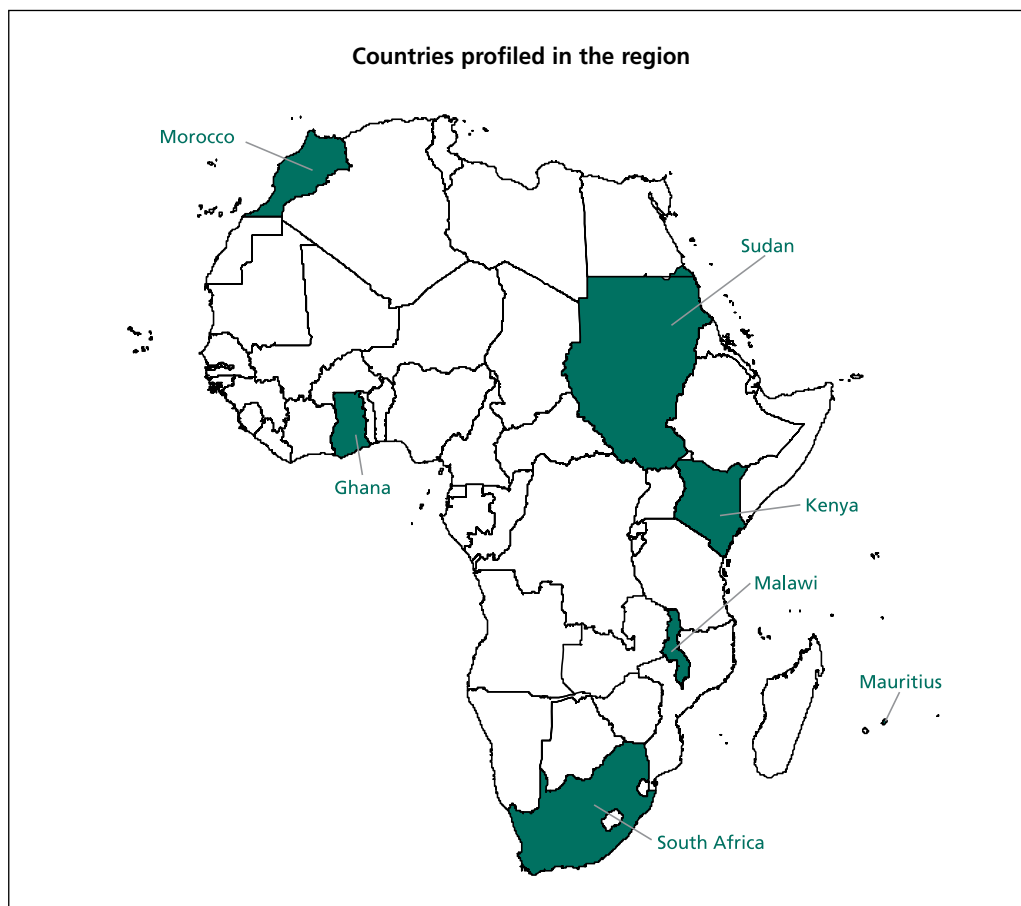 Countries profiled in the region
Morocco
Sudan
Ghana
Kenya
Malawi
Mauritius
South Africa